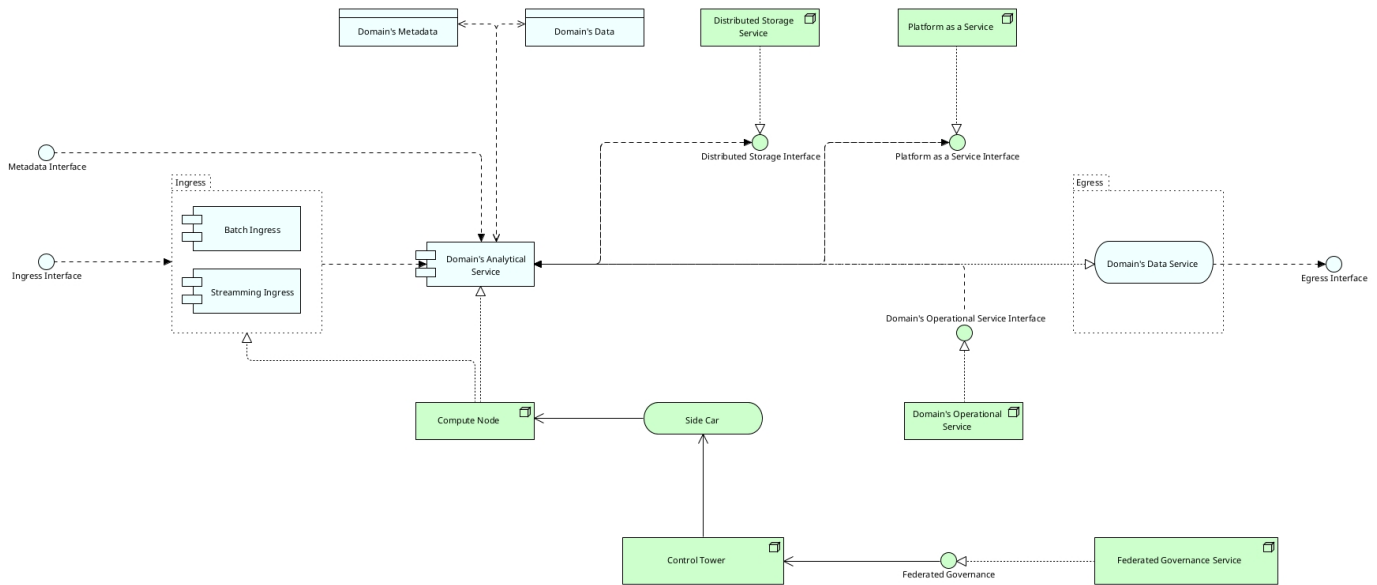 Domain's Metadata
Domain's Data
Distributed Storage
Service
Platform as a Service
Metadata Interface
Distributed Storage Interface
Platform as a Service Interface
Ingress
Egress
Batch Ingress
Domain's Analytical
Service
Domain's Data Service
Ingress Interface
Streamming Ingress
Egress Interface
Domain's Operational Service Interface
Compute Node
Side Car
Domain's Operational
Service
Control Tower
Federated Governance
Federated Governance Service